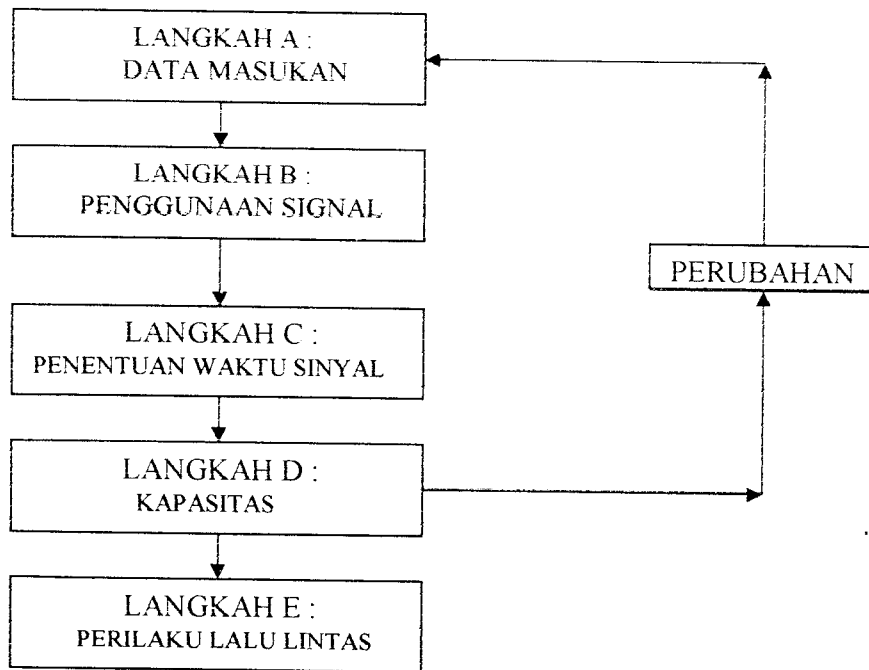 LANGKAH A :
DATA MASUKAN
LANGKAH B :
PENGGUNAAN SIGNAL
PERUBAHAN
LANGKAH C :
PENENTUAN WAKTU SINYAL
LANGKAH D :
KAPASITAS
LANGKAH E :
PERILAKU LALU LINTAS